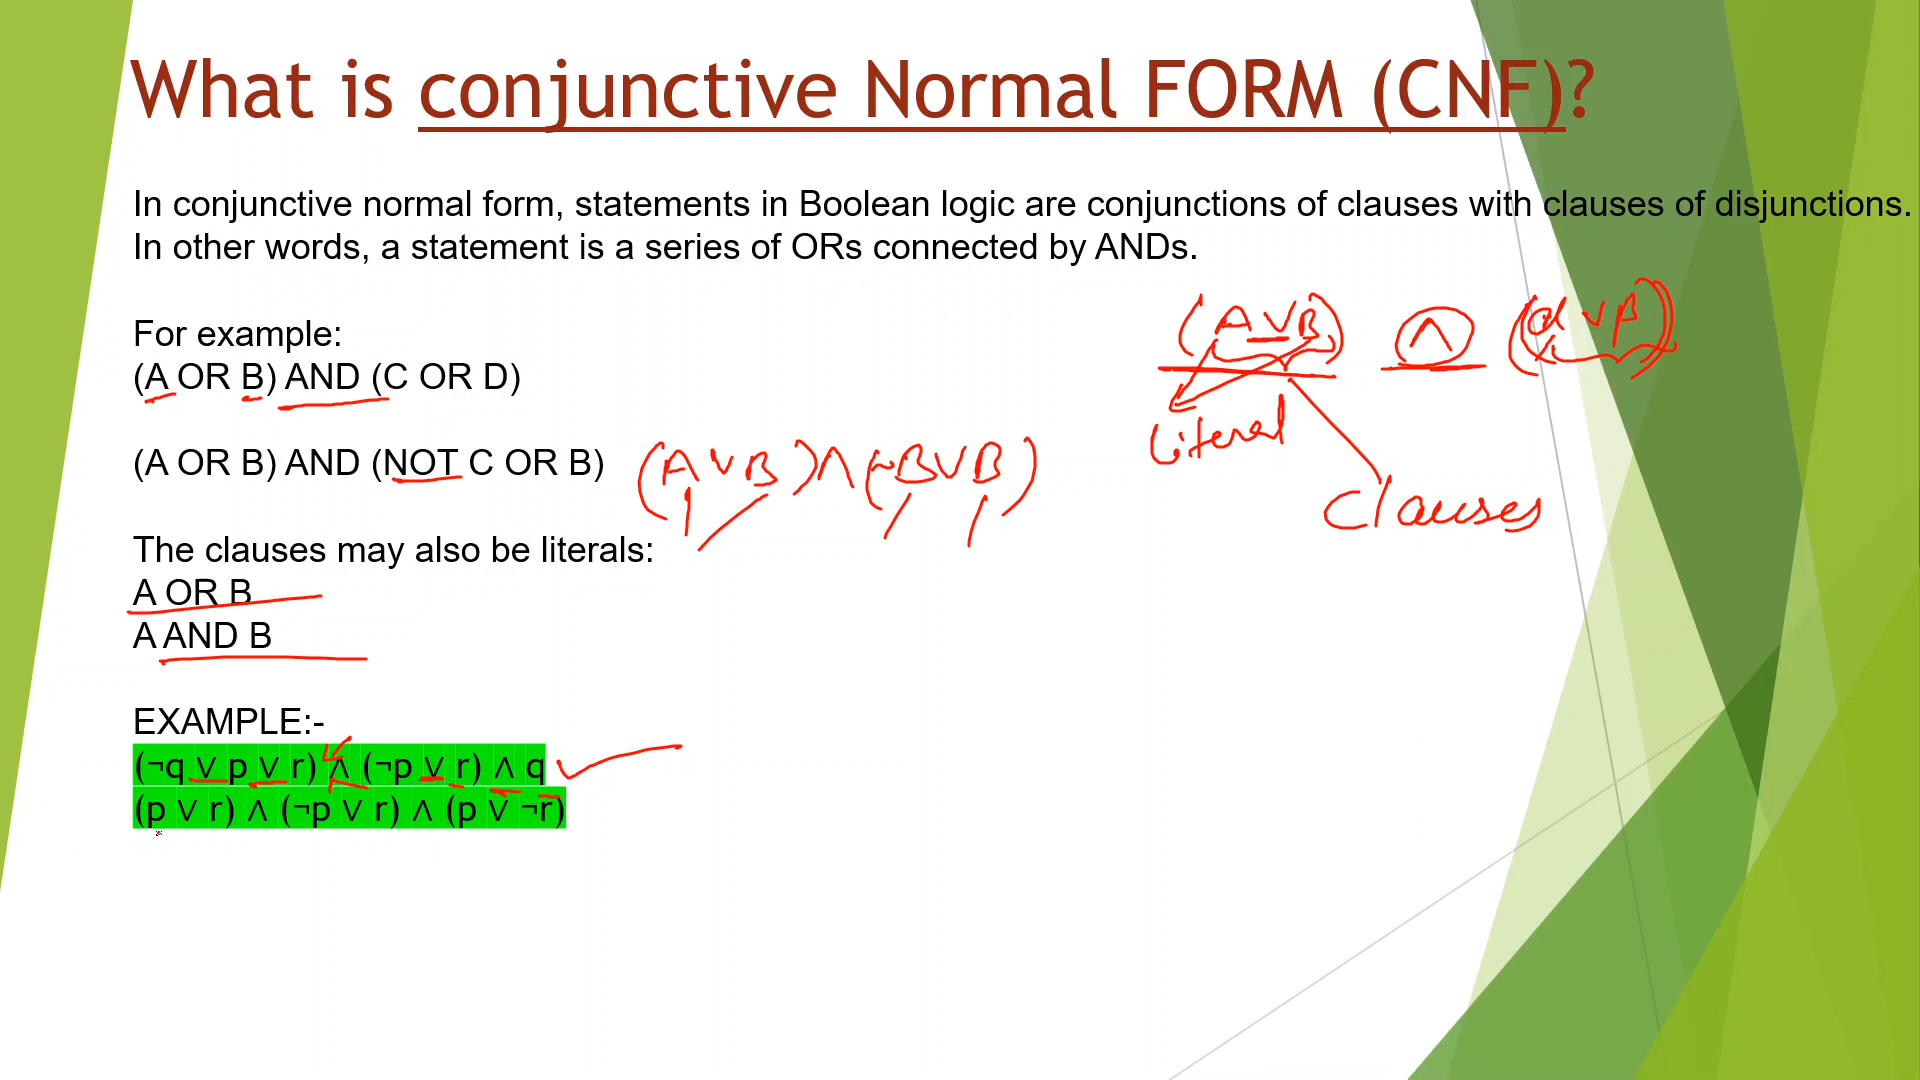 What is conjunctive Normal FORM (CNF)?
In conjunctive normal form, statements in Boolean logic are conjunctions of clauses with clauses of disjunctions.
In other words, a statement is a series of ORs connected by ANDs.
For example:
(A ∨ B) ∧ (α ∨ β)
(A OR B) AND (C OR D)
Literal
(A OR B) AND (NOT C OR B) (A ∨ B) ∧ (~B ∨ B)
Clauses
The clauses may also be literals:
A OR B
A AND B
EXAMPLE:-
(¬q ∨ p ∨ r) ∧ (¬p ∨ r) ∧ q
(p ∨ r) ∧ (¬p ∨ r) ∧ (p ∨ ¬r)